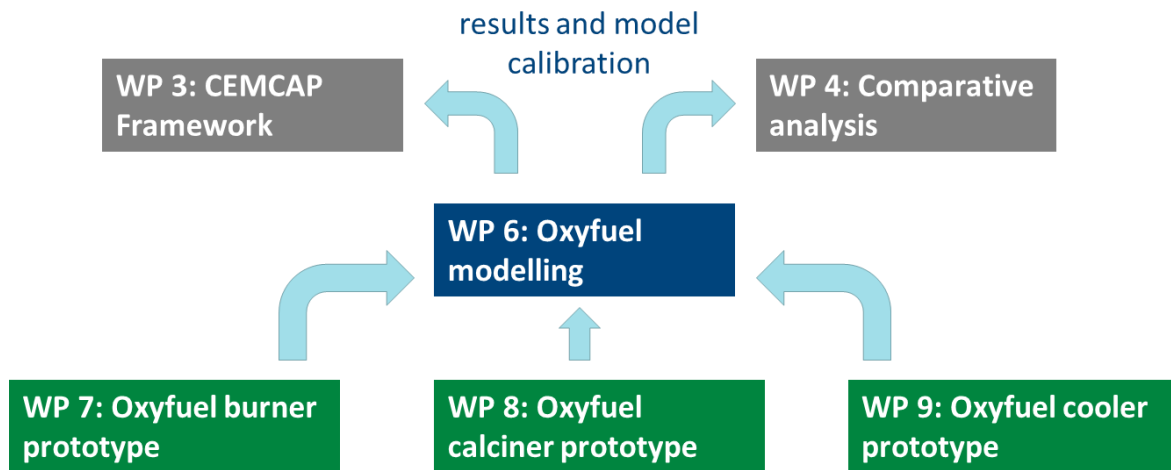 results and model
calibration
WP 3: CEMCAP
Framework
WP 4: Comparative
analysis
WP 6: Oxyfuel
modelling
WP 7: Oxyfuel burner
prototype
WP 8: Oxyfuel
calciner prototype
WP 9: Oxyfuel cooler
prototype